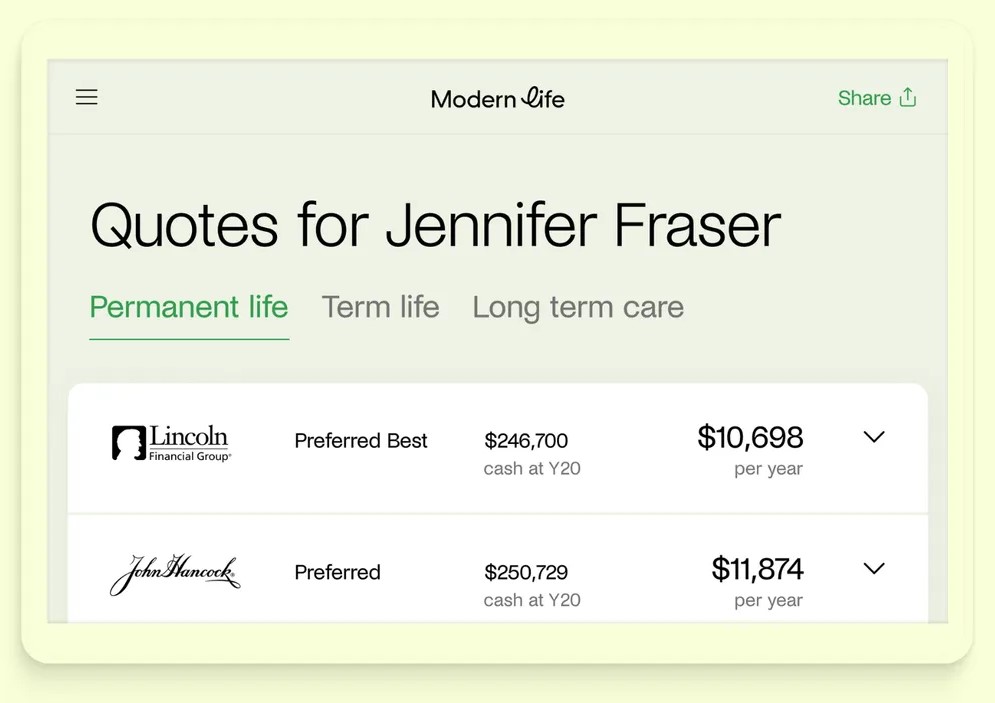 Modern Life
Share
Quotes for Jennifer Fraser
Permanent life Term life Long term care
Lincoln
Financial Group®
Preferred Best
$246,700
cash at Y20
$10,698
per year
John Hancock®
Preferred
$250,729
cash at Y20
$11,874
per year